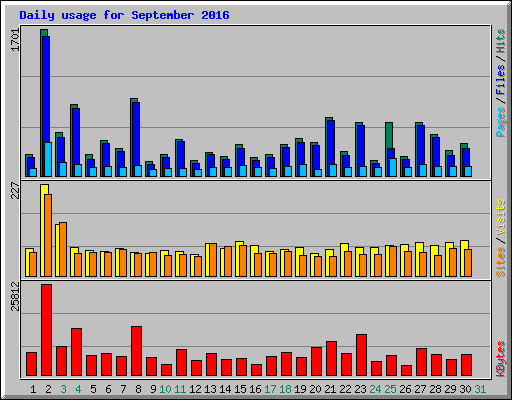 Daily usage for September 2016
1701
Pages / Files / Hits
227
Sites / Visits
25812
KBytes
1 2 3 4 5 6 7 8 9 10 11 12 13 14 15 16 17 18 19 20 21 22 23 24 25 26 27 28 29 30 31